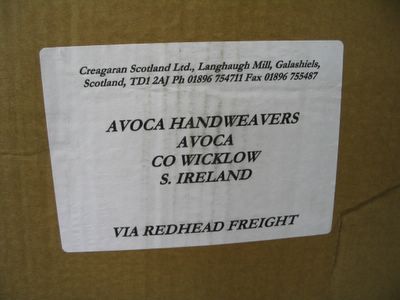 Creagaran Scotland Ltd., Langhaugh Mill, Galashiels,
Scotland, TD1 2AJ Ph 01896 754711 Fax 01896 755487
AVOCA HANDWEAVERS
AVOCA
CO WICKLOW
S. IRELAND
VIA REDHEAD FREIGHT